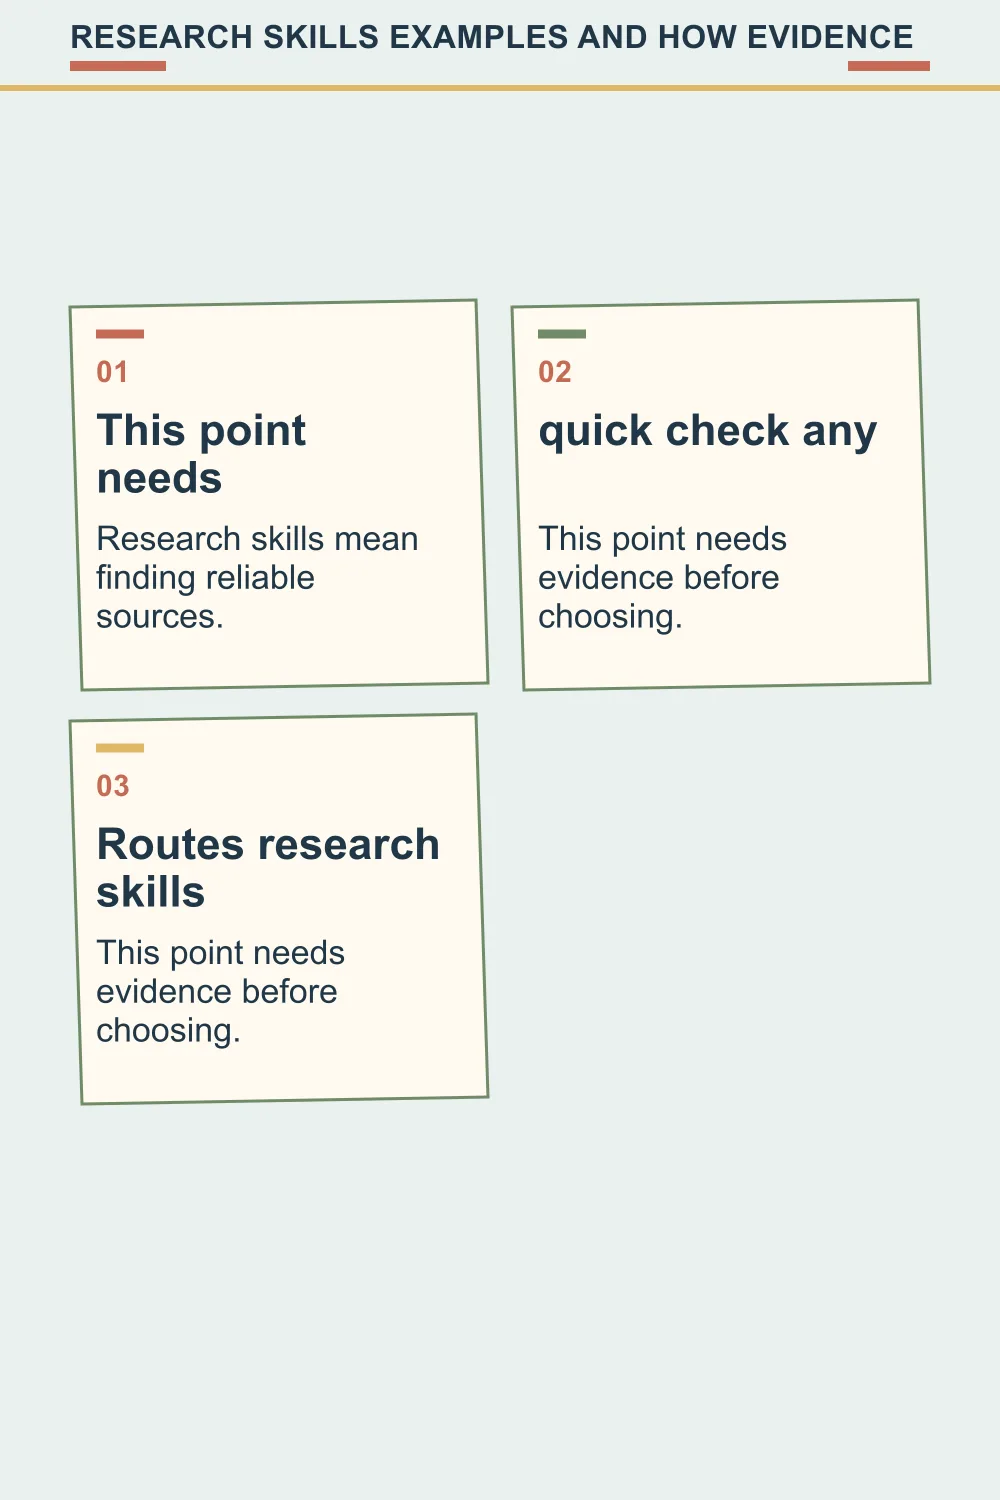 RESEARCH SKILLS EXAMPLES AND HOW EVIDENCE
01
This point
needs
Research skills mean
finding reliable
sources.
02
quick check any
This point needs
evidence before
choosing.
03
Routes research
skills
This point needs
evidence before
choosing.